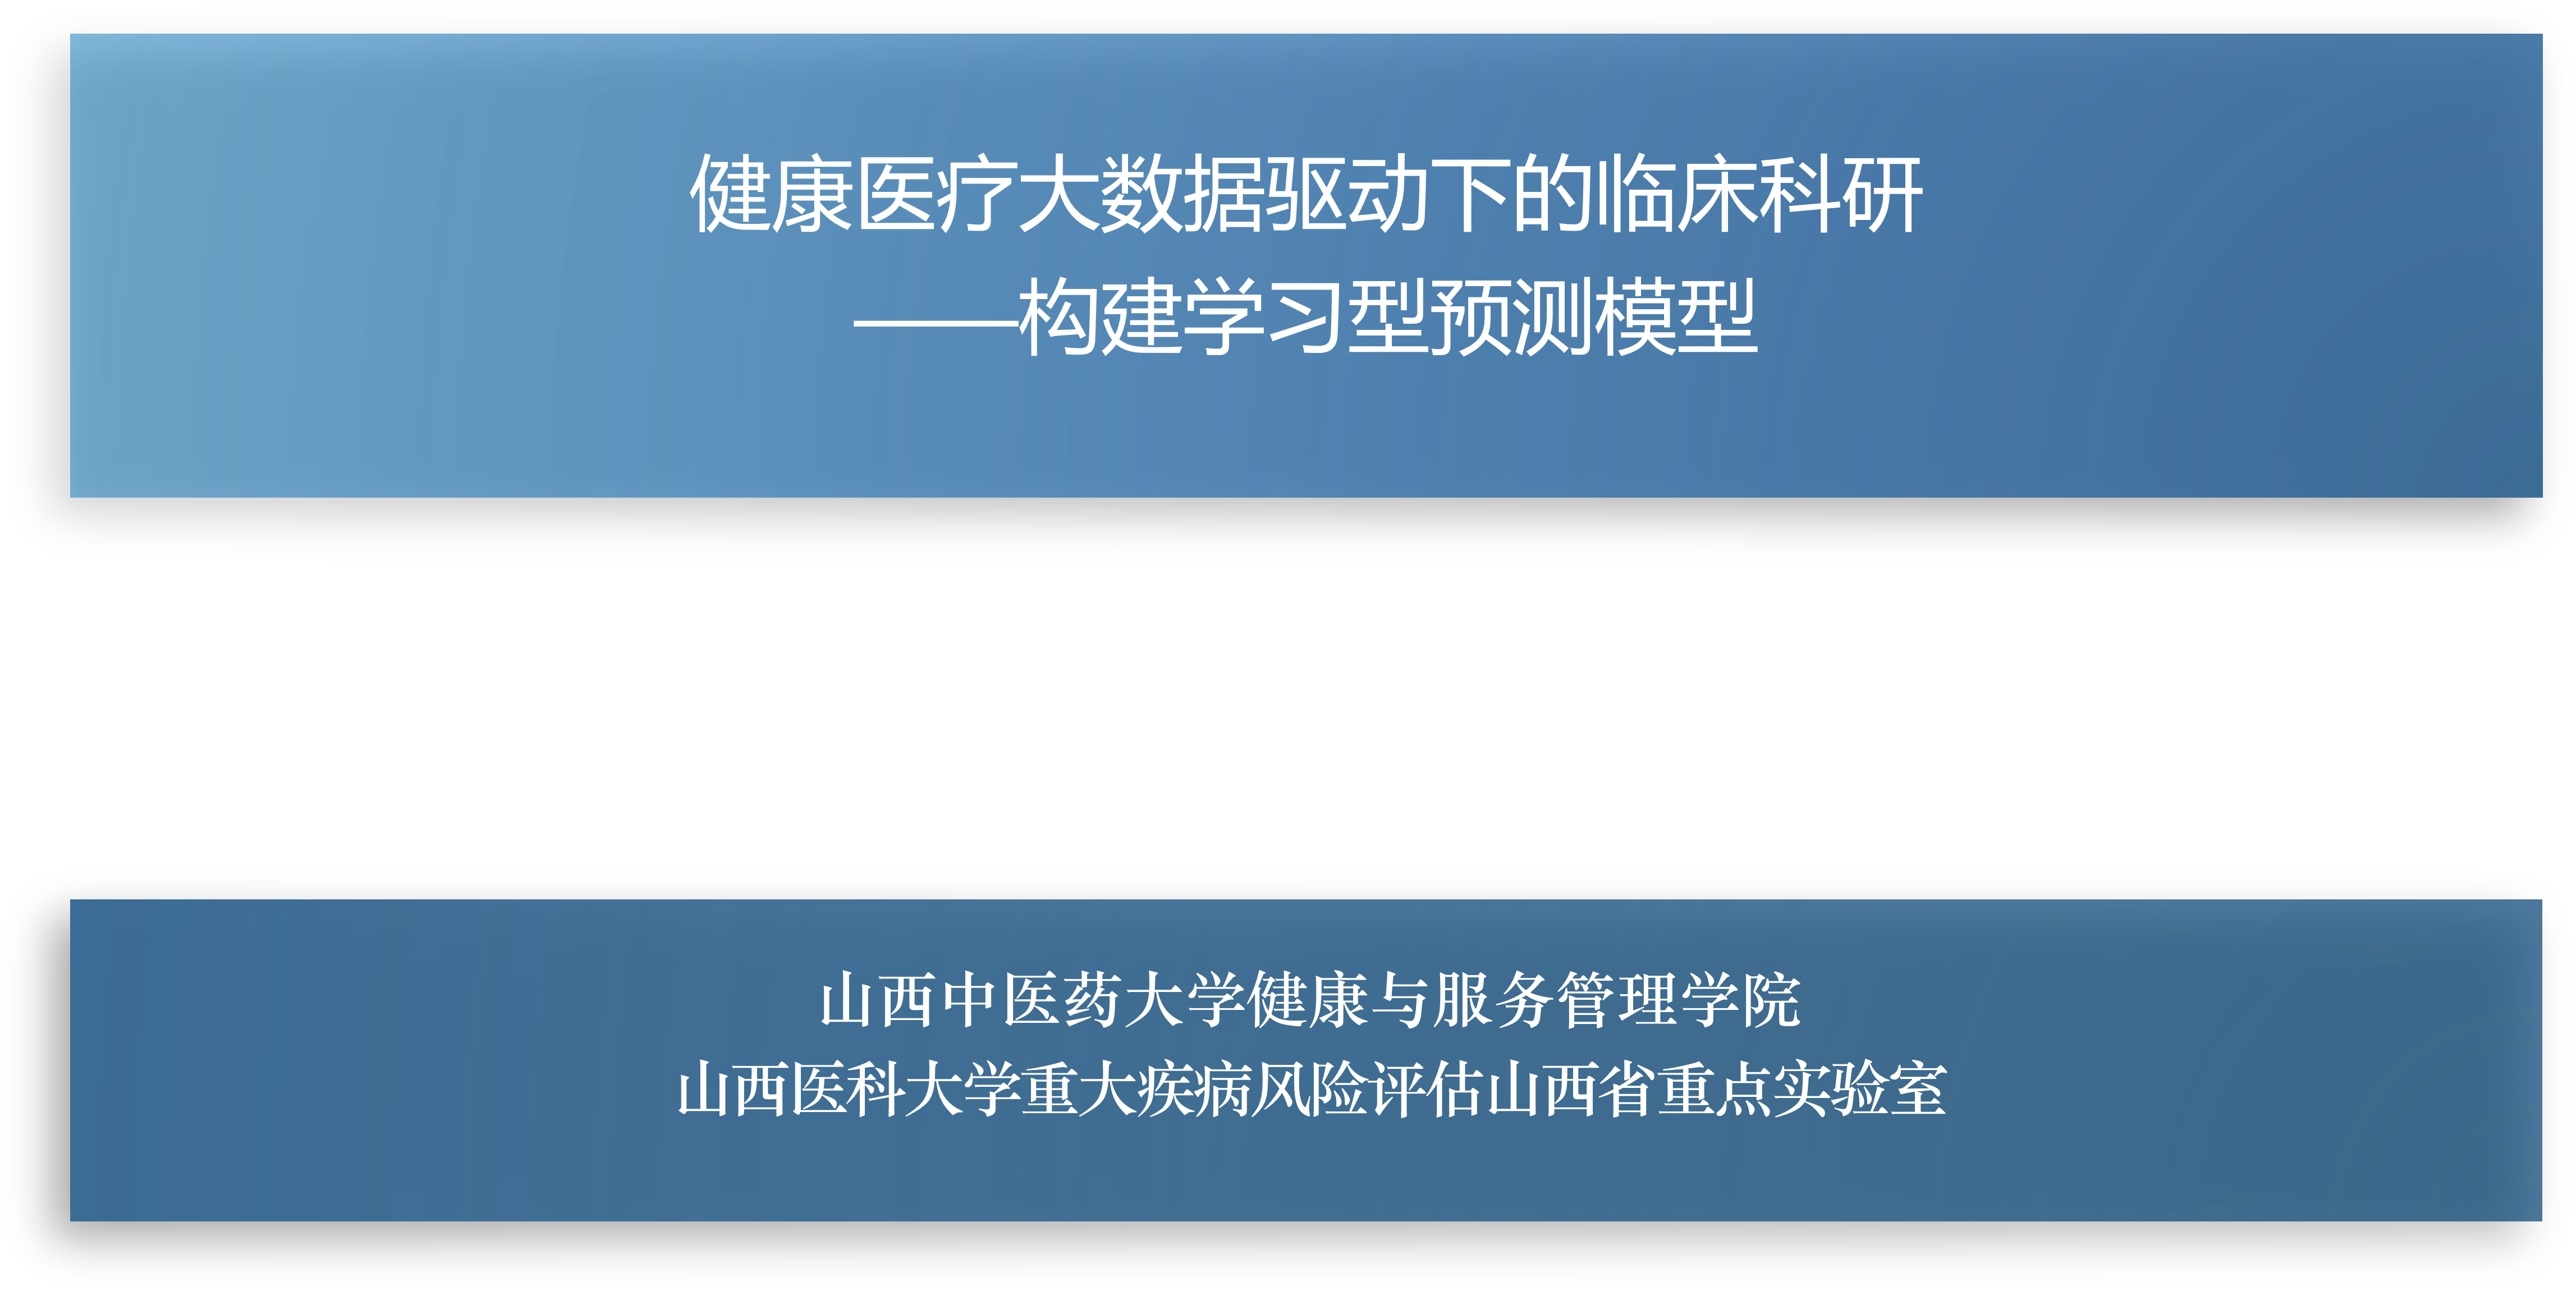 健康医疗大数据驱动下的临床科研
——构建学习型预测模型
山西中医药大学健康与服务管理学院
山西医科大学重大疾病风险评估山西省重点实验室